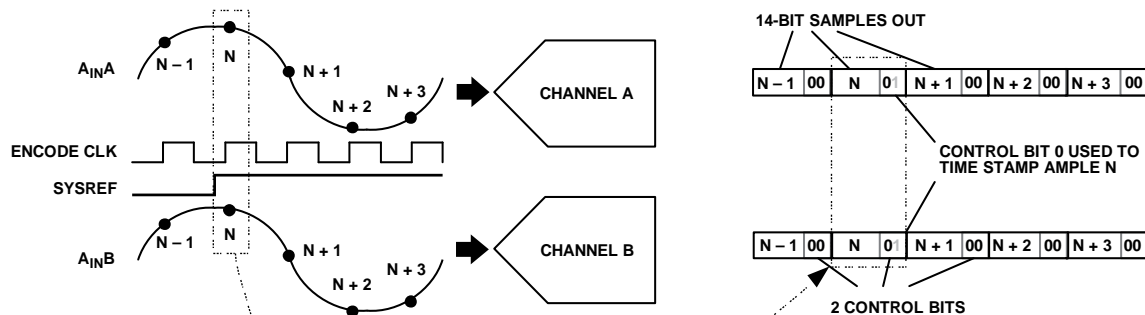 14-BIT SAMPLES OUT
AINA
N – 1
N
N + 1
N + 2
N + 3
CHANNEL A
N – 1 00 N 01 N + 1 00 N + 2 00 N + 3 00
ENCODE CLK
SYSREF
CONTROL BIT 0 USED TO
TIME STAMP AMPLE N
AINB
N – 1
N
N + 1
N + 2
N + 3
CHANNEL B
N – 1 00 N 01 N + 1 00 N + 2 00 N + 3 00
2 CONTROL BITS